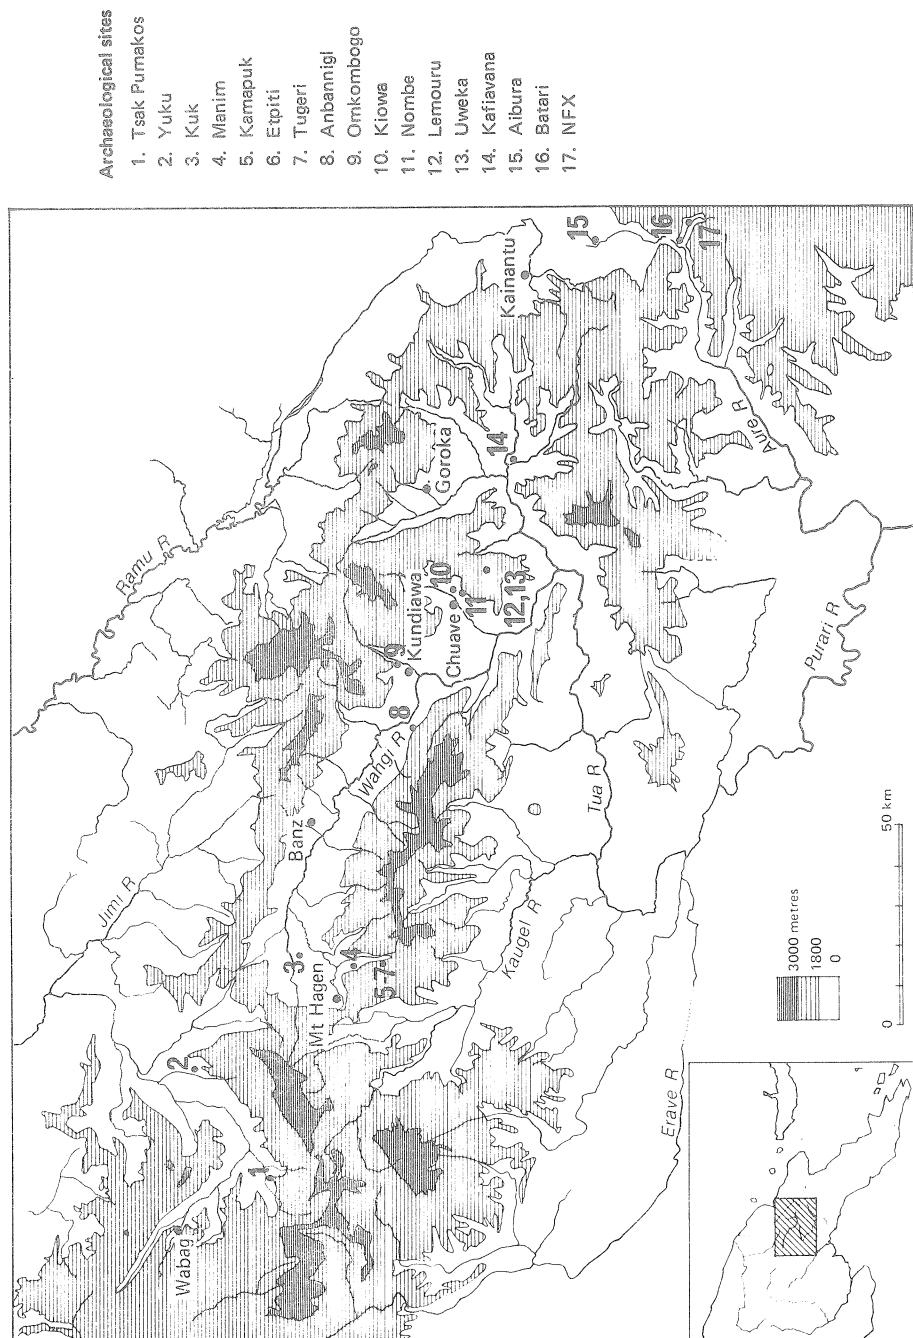 Archaeological sites
1. Tsak Pumakos
2. Yuku
3. Kuk
4. Manim
5. Kamapuk
6. Etpiti
7. Tugeri
8. Anbannigl
9. Omkombogo
10. Kiowa
11. Nombe
12. Lemouru
13. Uweka
14. Kafiavana
15. Aibura
16. Batari
17. NFX
Wabag
1
2
Jimi R
Ramu R
Mt Hagen
3
4
5-7
Banz
Wahgi R
8
9
Kundiawa
Chuave
10
11
12,13
Goroka
14
Kainantu
15
16
17
Kaugel R
Tua R
Aure R
Erave R
Purari R
3000 metres
1800
0
0
50 km